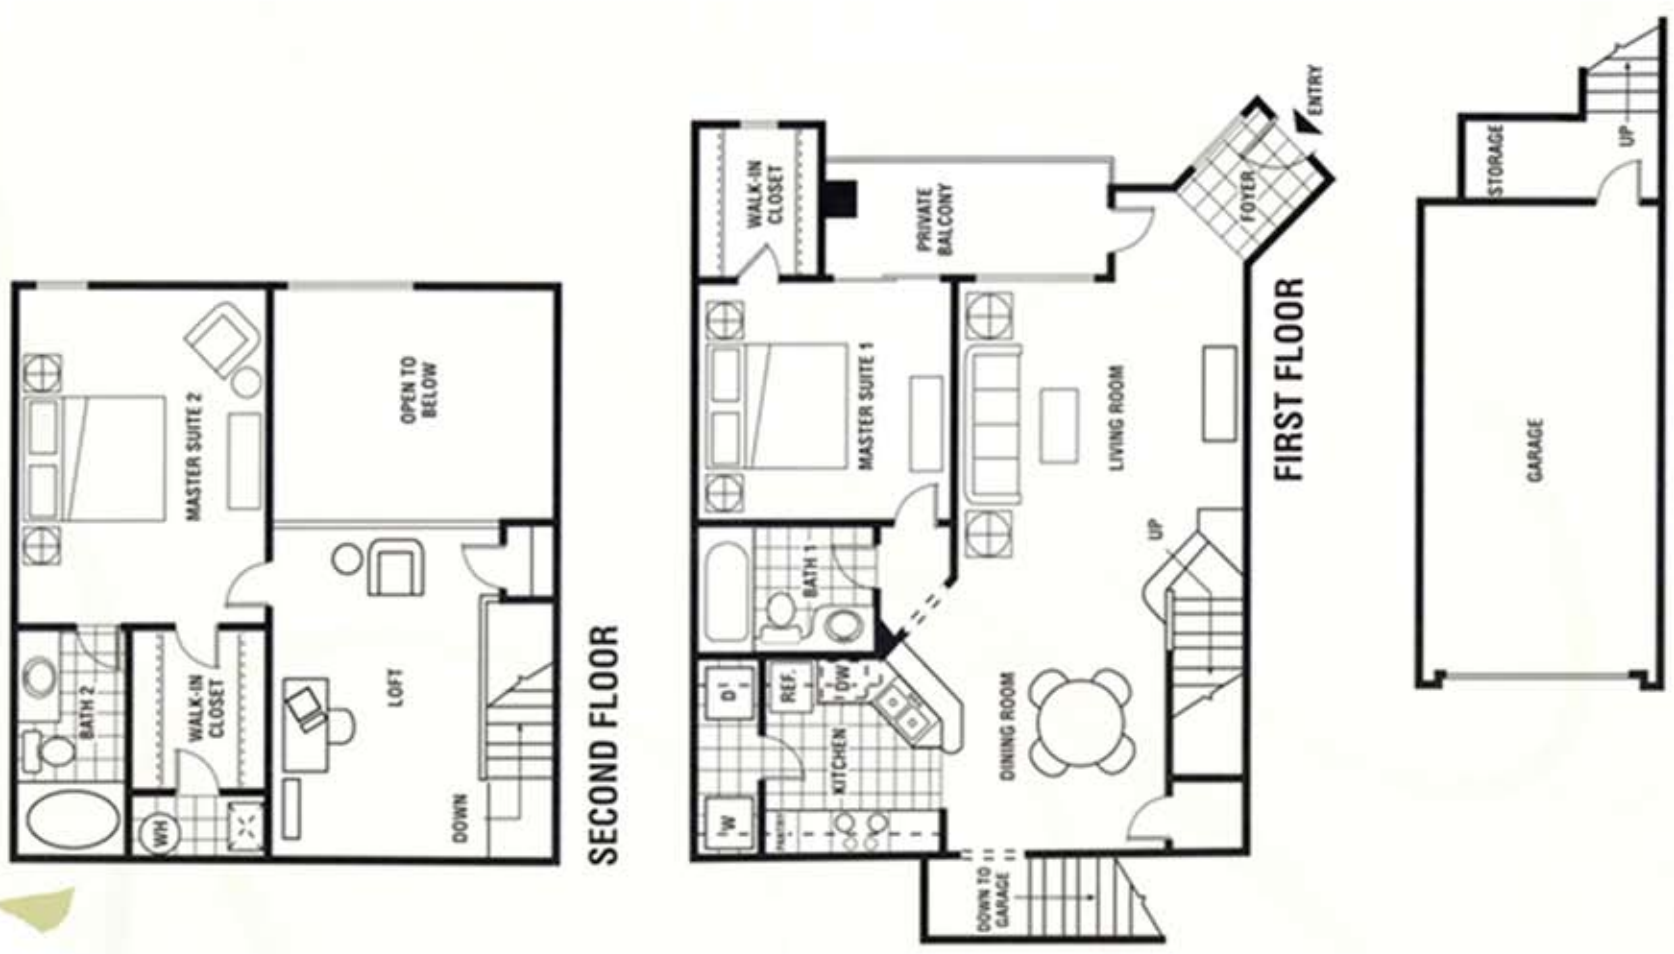 MASTER SUITE 2
OPEN TO
BELOW
BATH 2
WALK-IN
CLOSET
LOFT
WH
DOWN
SECOND FLOOR
WALK-IN
CLOSET
PRIVATE
BALCONY
FOYER
ENTRY
MASTER SUITE 1
LIVING ROOM
BATH 1
UP
D
REF.
DW
KITCHEN
DINING ROOM
W
PANTRY
DOWN TO
GARAGE
FIRST FLOOR
STORAGE
UP
GARAGE